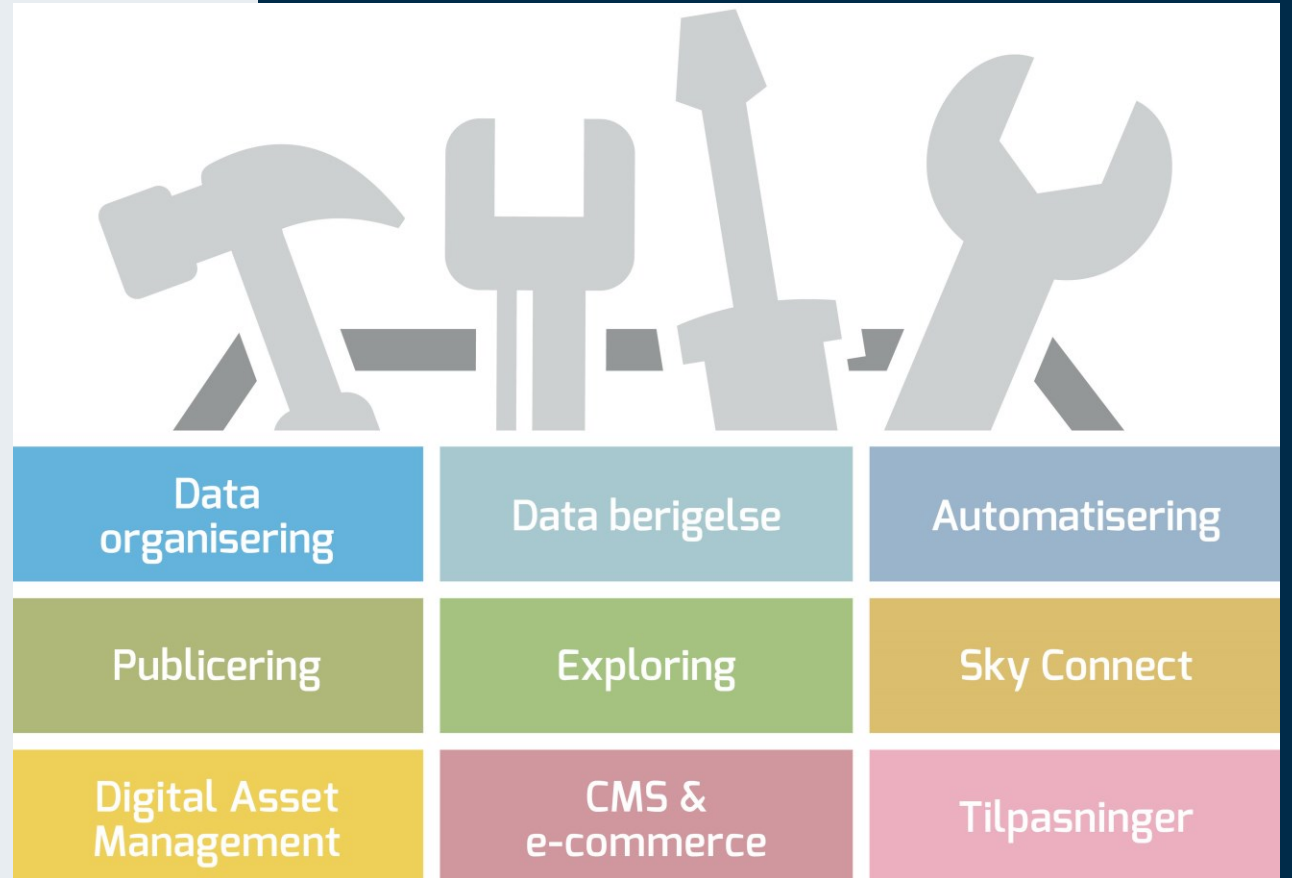 Data
organisering
Data berigelse
Automatisering
Publicering
Exploring
Sky Connect
Digital Asset
Management
CMS &
e-commerce
Tilpasninger